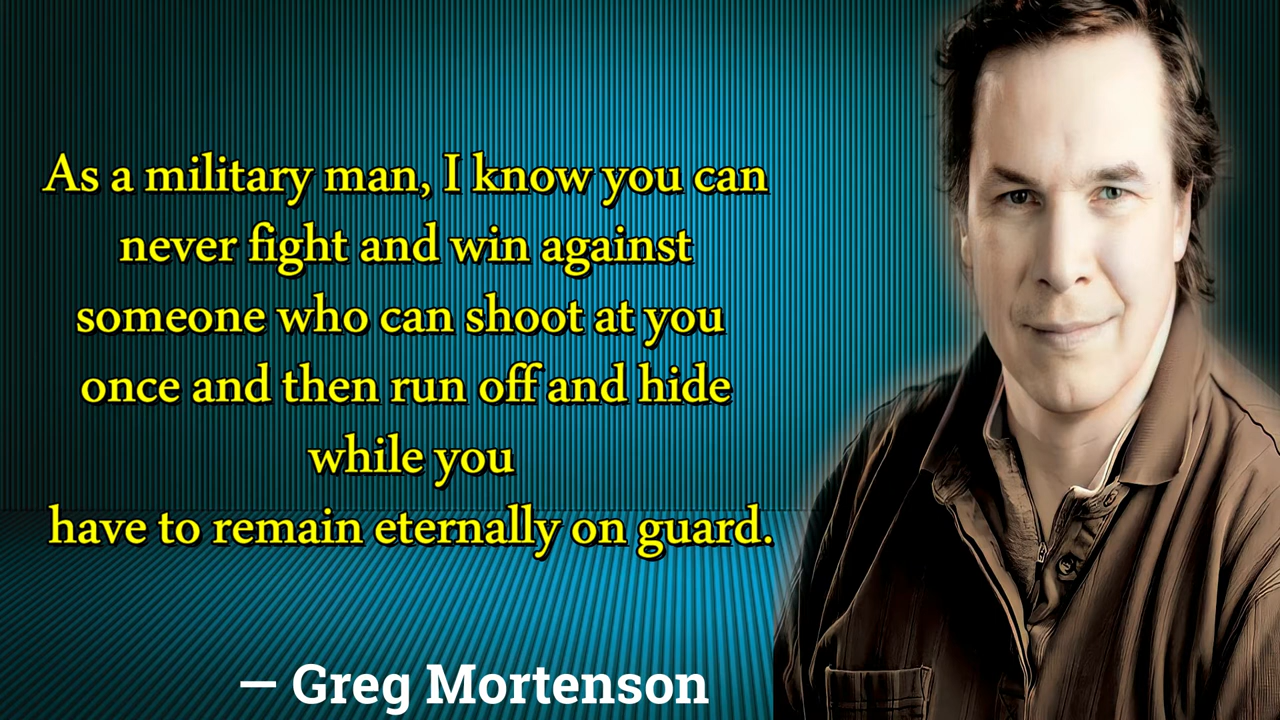 As a military man, I know you can
never fight and win against
someone who can shoot at you
once and then run off and hide
while you
have to remain eternally on guard.
— Greg Mortenson